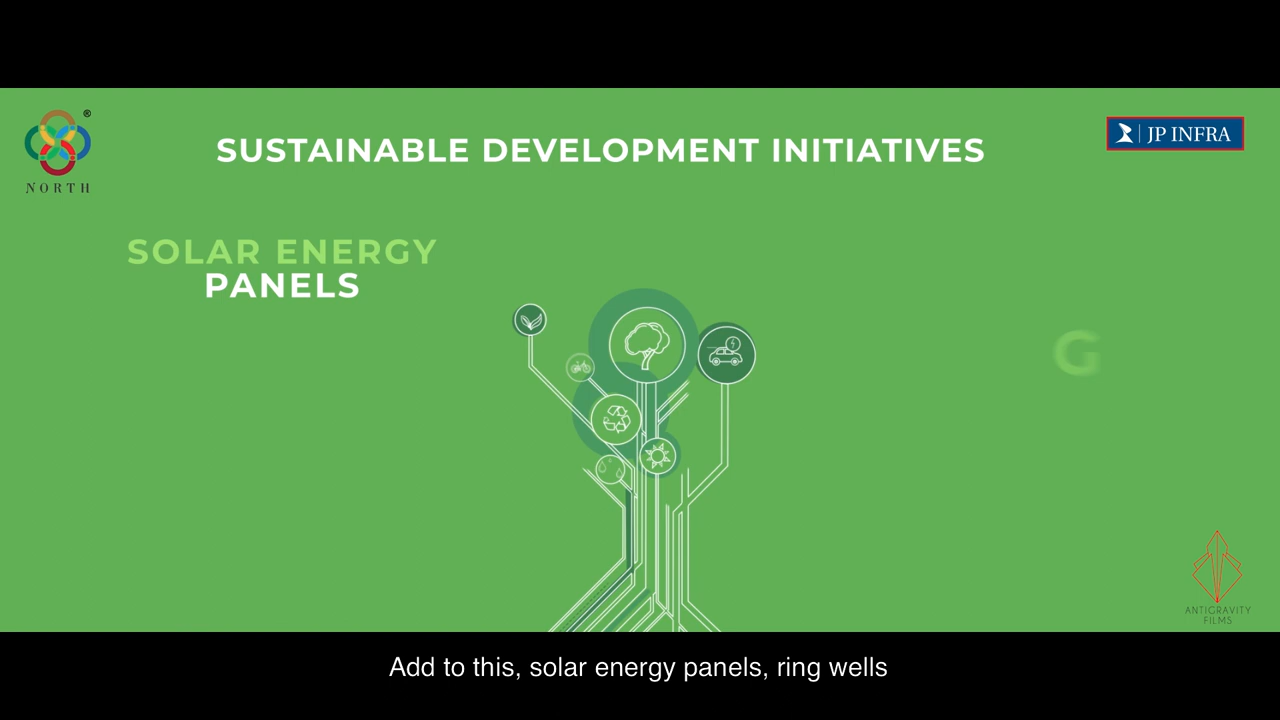 ®
NORTH
SUSTAINABLE DEVELOPMENT INITIATIVES
JP INFRA
SOLAR ENERGY
PANELS
G
ANTIGRAVITY
FILMS
Add to this, solar energy panels, ring wells